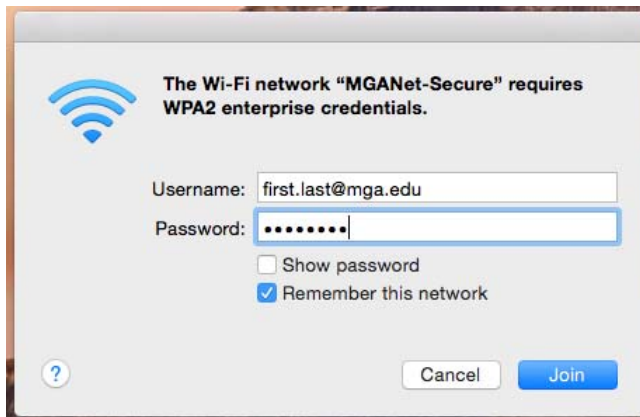 The Wi-Fi network “MGANet-Secure” requires
WPA2 enterprise credentials.
Username: first.last@mga.edu
Password: ••••••••
Show password
Remember this network
? Cancel Join